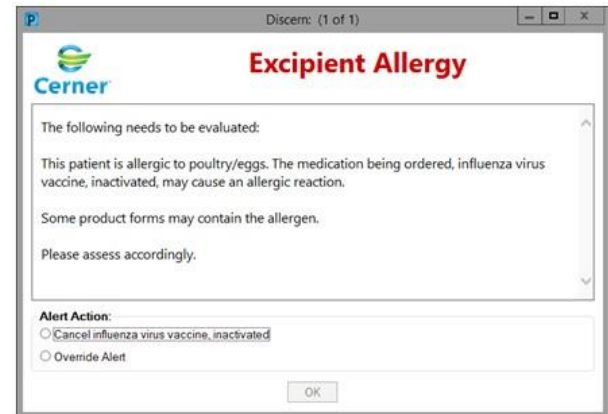 Discern: (1 of 1)
Cerner
Excipient Allergy
The following needs to be evaluated:
This patient is allergic to poultry/eggs. The medication being ordered, influenza virus
vaccine, inactivated, may cause an allergic reaction.
Some product forms may contain the allergen.
Please assess accordingly.
Alert Action:
Cancel influenza virus vaccine, inactivated
Override Alert
OK